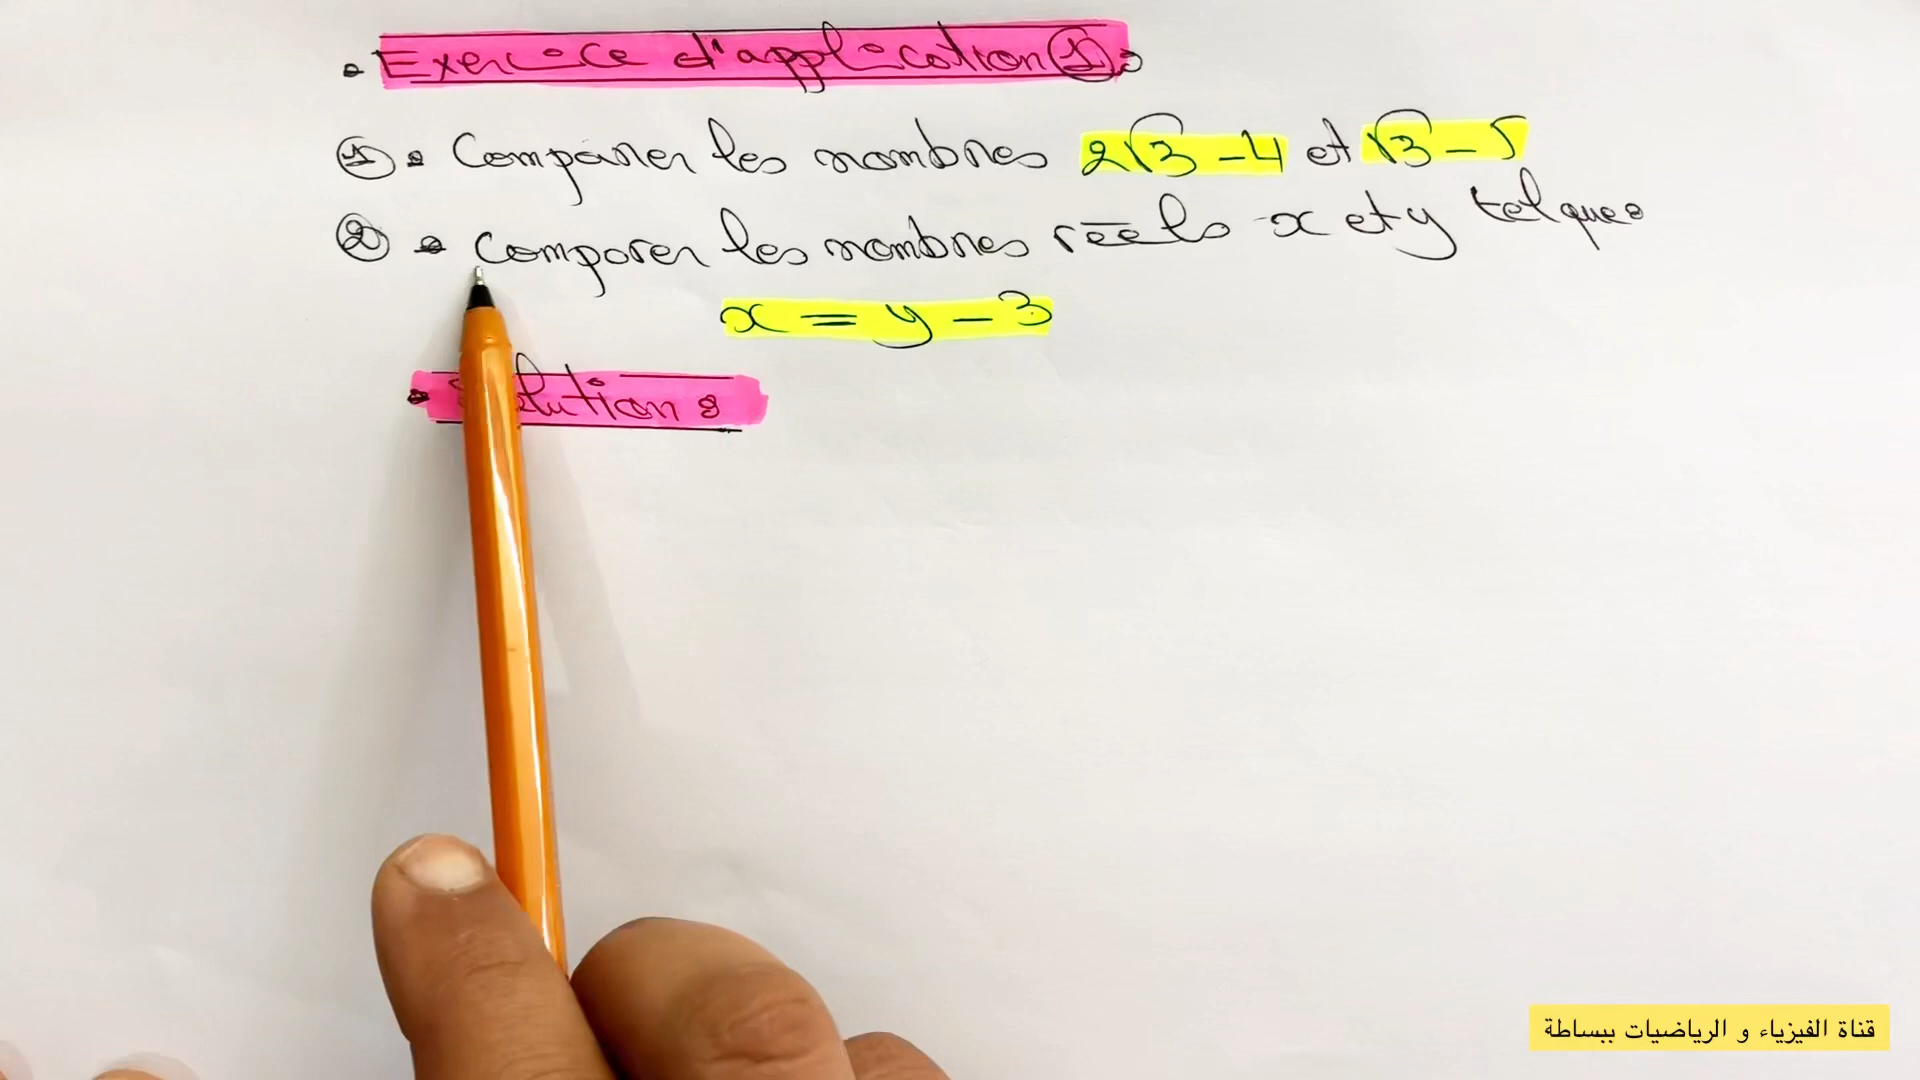 • Exercice d'application ① :
① • Comparer les nombres 2√3 - 4 et √3 - 5
② • Comparer les nombres réels x et y tel que :
x = y - 3
• Solution :
قناة الفيزياء و الرياضيات ببساطة